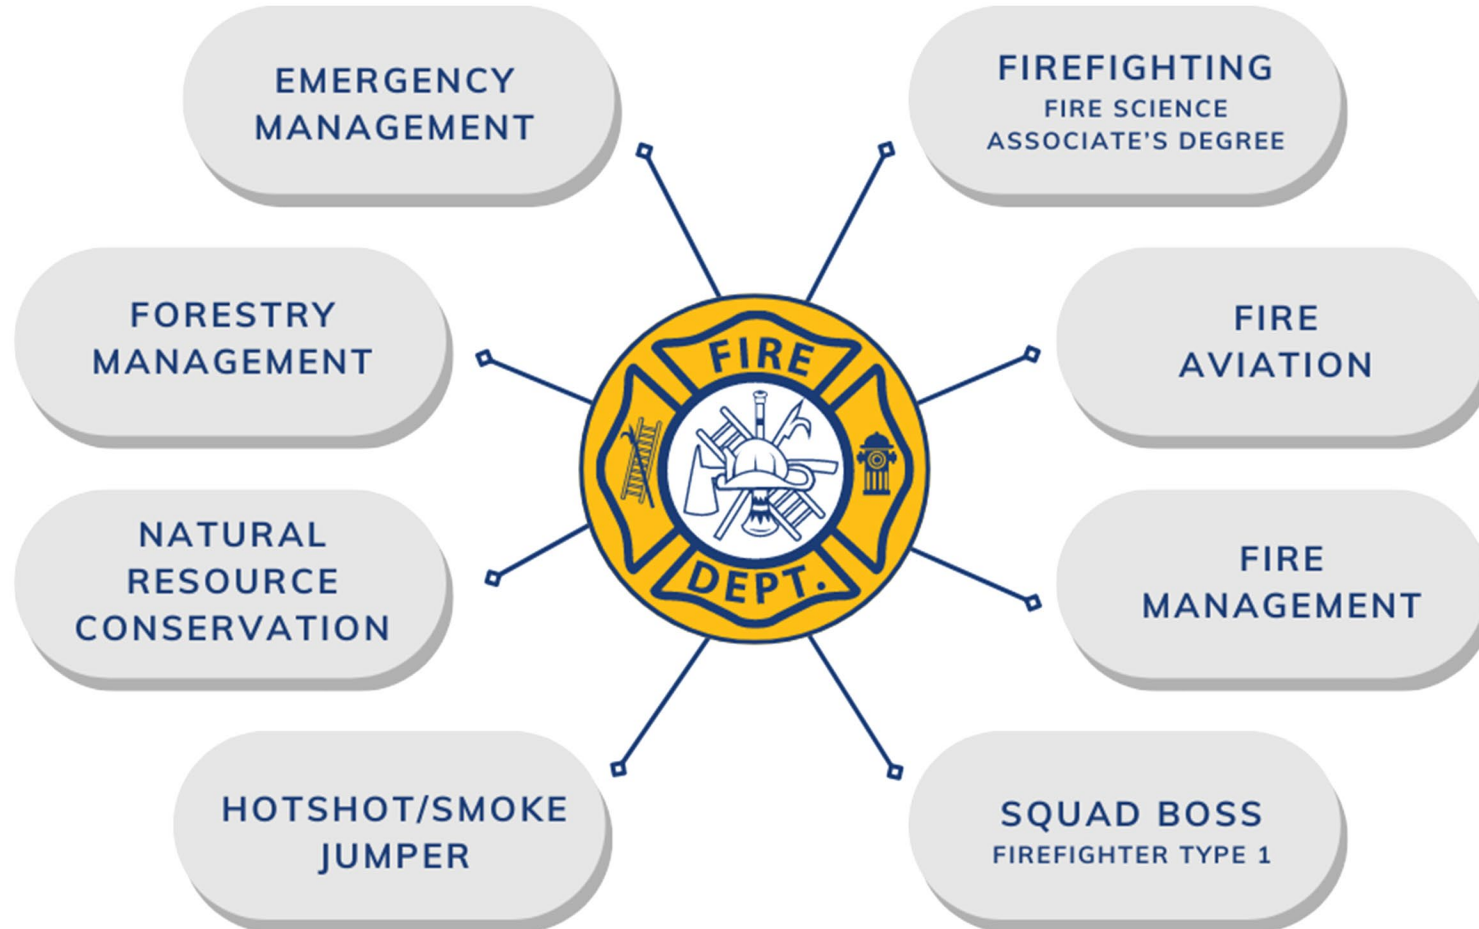 EMERGENCY
MANAGEMENT
FIREFIGHTING
FIRE SCIENCE
ASSOCIATE'S DEGREE
FORESTRY
MANAGEMENT
FIRE
AVIATION
FIRE
DEPT.
NATURAL
RESOURCE
CONSERVATION
FIRE
MANAGEMENT
HOTSHOT/SMOKE
JUMPER
SQUAD BOSS
FIREFIGHTER TYPE 1